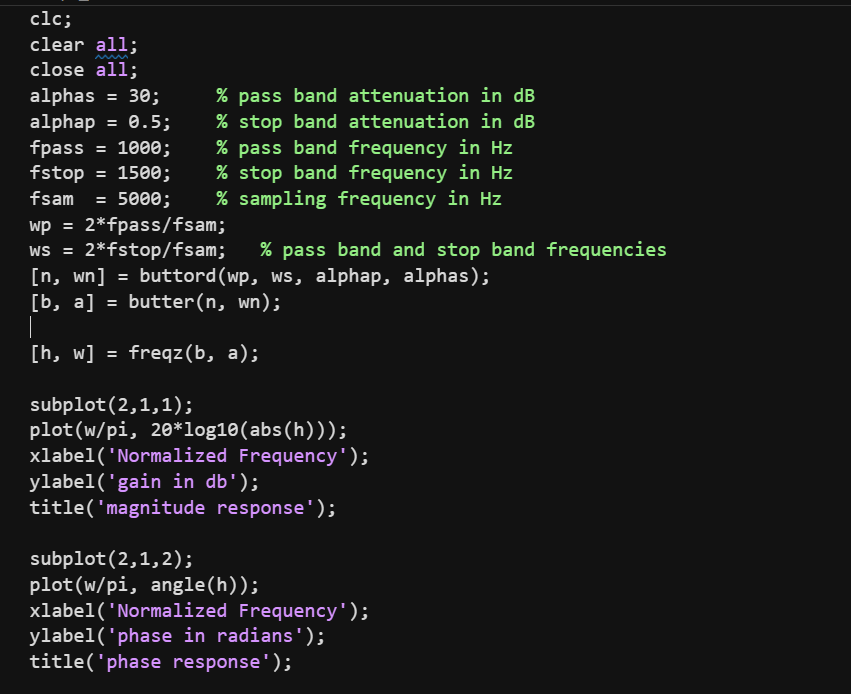 clc;
clear all;
close all;
alphas = 30;     % pass band attenuation in dB
alphap = 0.5;    % stop band attenuation in dB
fpass = 1000;    % pass band frequency in Hz
fstop = 1500;    % stop band frequency in Hz
fsam  = 5000;    % sampling frequency in Hz
wp = 2*fpass/fsam;
ws = 2*fstop/fsam;   % pass band and stop band frequencies
[n, wn] = buttord(wp, ws, alphap, alphas);
[b, a] = butter(n, wn);
[h, w] = freqz(b, a);
subplot(2,1,1);
plot(w/pi, 20*log10(abs(h)));
xlabel('Normalized Frequency');
ylabel('gain in db');
title('magnitude response');
subplot(2,1,2);
plot(w/pi, angle(h));
xlabel('Normalized Frequency');
ylabel('phase in radians');
title('phase response');